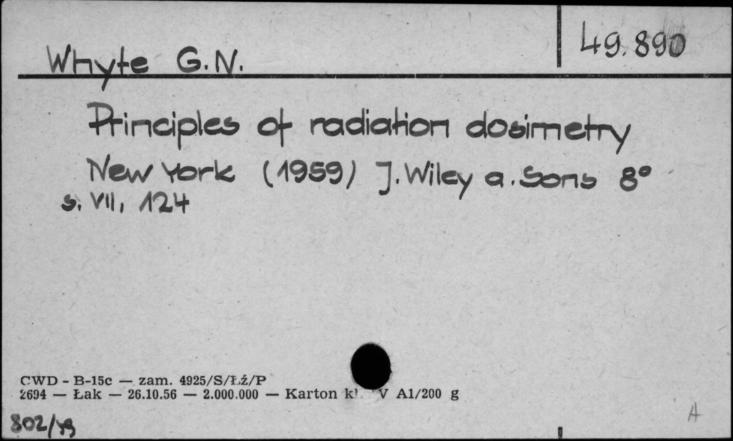 49.890
Whyte G.N.
Principles of radiation dosimetry
New York (1959) J. Wiley a. Sons 8°
s. VII, 124
CWD - B-15c — zam. 4925/S/Łż/P
2694 — Łak — 26.10.56 — 2.000.000 — Karton kl V A1/200 g
A